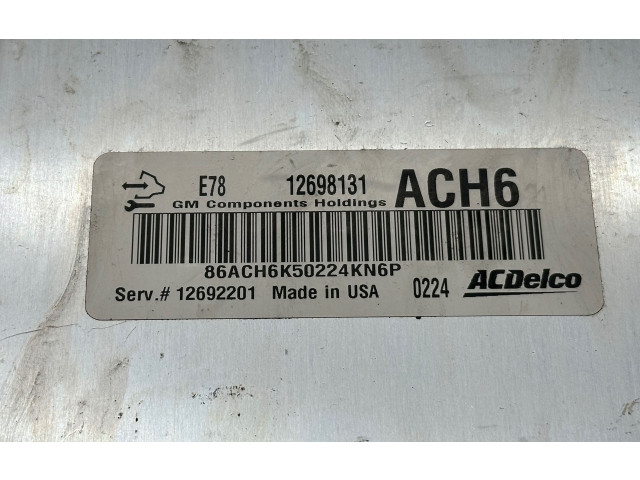 E78 12698131 ACH6
GM Components Holdings
86ACH6K50224KN6P
Serv.# 12692201 Made in USA 0224 ACDelco